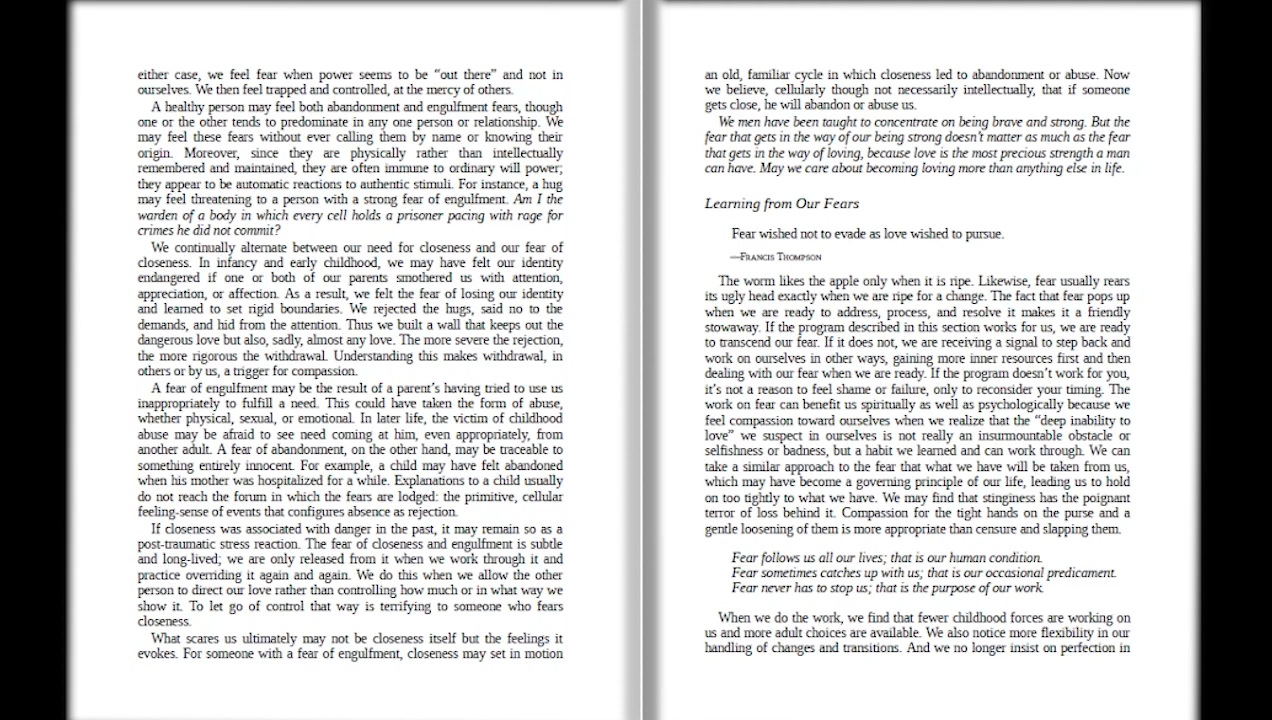 either case, we feel fear when power seems to be “out there” and not in
ourselves. We then feel trapped and controlled, at the mercy of others.
A healthy person may feel both abandonment and engulfment fears, though
one or the other tends to predominate in any one person or relationship. We
may feel these fears without ever calling them by name or knowing their
origin. Moreover, since they are physically rather than intellectually
remembered and maintained, they are often immune to ordinary will power;
they appear to be automatic reactions to authentic stimuli. For instance, a hug
may feel threatening to a person with a strong fear of engulfment. Am I the
warden of a body in which every cell holds a prisoner pacing with rage for
crimes he did not commit?
We continually alternate between our need for closeness and our fear of
closeness. In infancy and early childhood, we may have felt our identity
endangered if one or both of our parents smothered us with attention,
appreciation, or affection. As a result, we felt the fear of losing our identity
and learned to set rigid boundaries. We rejected the hugs, said no to the
demands, and hid from the attention. Thus we built a wall that keeps out the
dangerous love but also, sadly, almost any love. The more severe the rejection,
the more rigorous the withdrawal. Understanding this makes withdrawal, in
others or by us, a trigger for compassion.
A fear of engulfment may be the result of a parent’s having tried to use us
inappropriately to fulfill a need. This could have taken the form of abuse,
whether physical, sexual, or emotional. In later life, the victim of childhood
abuse may be afraid to see need coming at him, even appropriately, from
another adult. A fear of abandonment, on the other hand, may be traceable to
something entirely innocent. For example, a child may have felt abandoned
when his mother was hospitalized for a while. Explanations to a child usually
do not reach the forum in which the fears are lodged: the primitive, cellular
feeling-sense of events that configures absence as rejection.
If closeness was associated with danger in the past, it may remain so as a
post-traumatic stress reaction. The fear of closeness and engulfment is subtle
and long-lived; we are only released from it when we work through it and
practice overriding it again and again. We do this when we allow the other
person to direct our love rather than controlling how much or in what way we
show it. To let go of control that way is terrifying to someone who fears
closeness.
What scares us ultimately may not be closeness itself but the feelings it
evokes. For someone with a fear of engulfment, closeness may set in motion
an old, familiar cycle in which closeness led to abandonment or abuse. Now
we believe, cellularly though not necessarily intellectually, that if someone
gets close, he will abandon or abuse us.
We men have been taught to concentrate on being brave and strong. But the
fear that gets in the way of our being strong doesn’t matter as much as the fear
that gets in the way of loving, because love is the most precious strength a man
can have. May we care about becoming loving more than anything else in life.
Learning from Our Fears
Fear wished not to evade as love wished to pursue.
—FRANCIS THOMPSON
The worm likes the apple only when it is ripe. Likewise, fear usually rears
its ugly head exactly when we are ripe for a change. The fact that fear pops up
when we are ready to address, process, and resolve it makes it a friendly
stowaway. If the program described in this section works for us, we are ready
to transcend our fear. If it does not, we are receiving a signal to step back and
work on ourselves in other ways, gaining more inner resources first and then
dealing with our fear when we are ready. If the program doesn’t work for you,
it’s not a reason to feel shame or failure, only to reconsider your timing. The
work on fear can benefit us spiritually as well as psychologically because we
feel compassion toward ourselves when we realize that the “deep inability to
love” we suspect in ourselves is not really an insurmountable obstacle or
selfishness or badness, but a habit we learned and can work through. We can
take a similar approach to the fear that what we have will be taken from us,
which may have become a governing principle of our life, leading us to hold
on too tightly to what we have. We may find that stinginess has the poignant
terror of loss behind it. Compassion for the tight hands on the purse and a
gentle loosening of them is more appropriate than censure and slapping them.
Fear follows us all our lives; that is our human condition.
Fear sometimes catches up with us; that is our occasional predicament.
Fear never has to stop us; that is the purpose of our work.
When we do the work, we find that fewer childhood forces are working on
us and more adult choices are available. We also notice more flexibility in our
handling of changes and transitions. And we no longer insist on perfection in